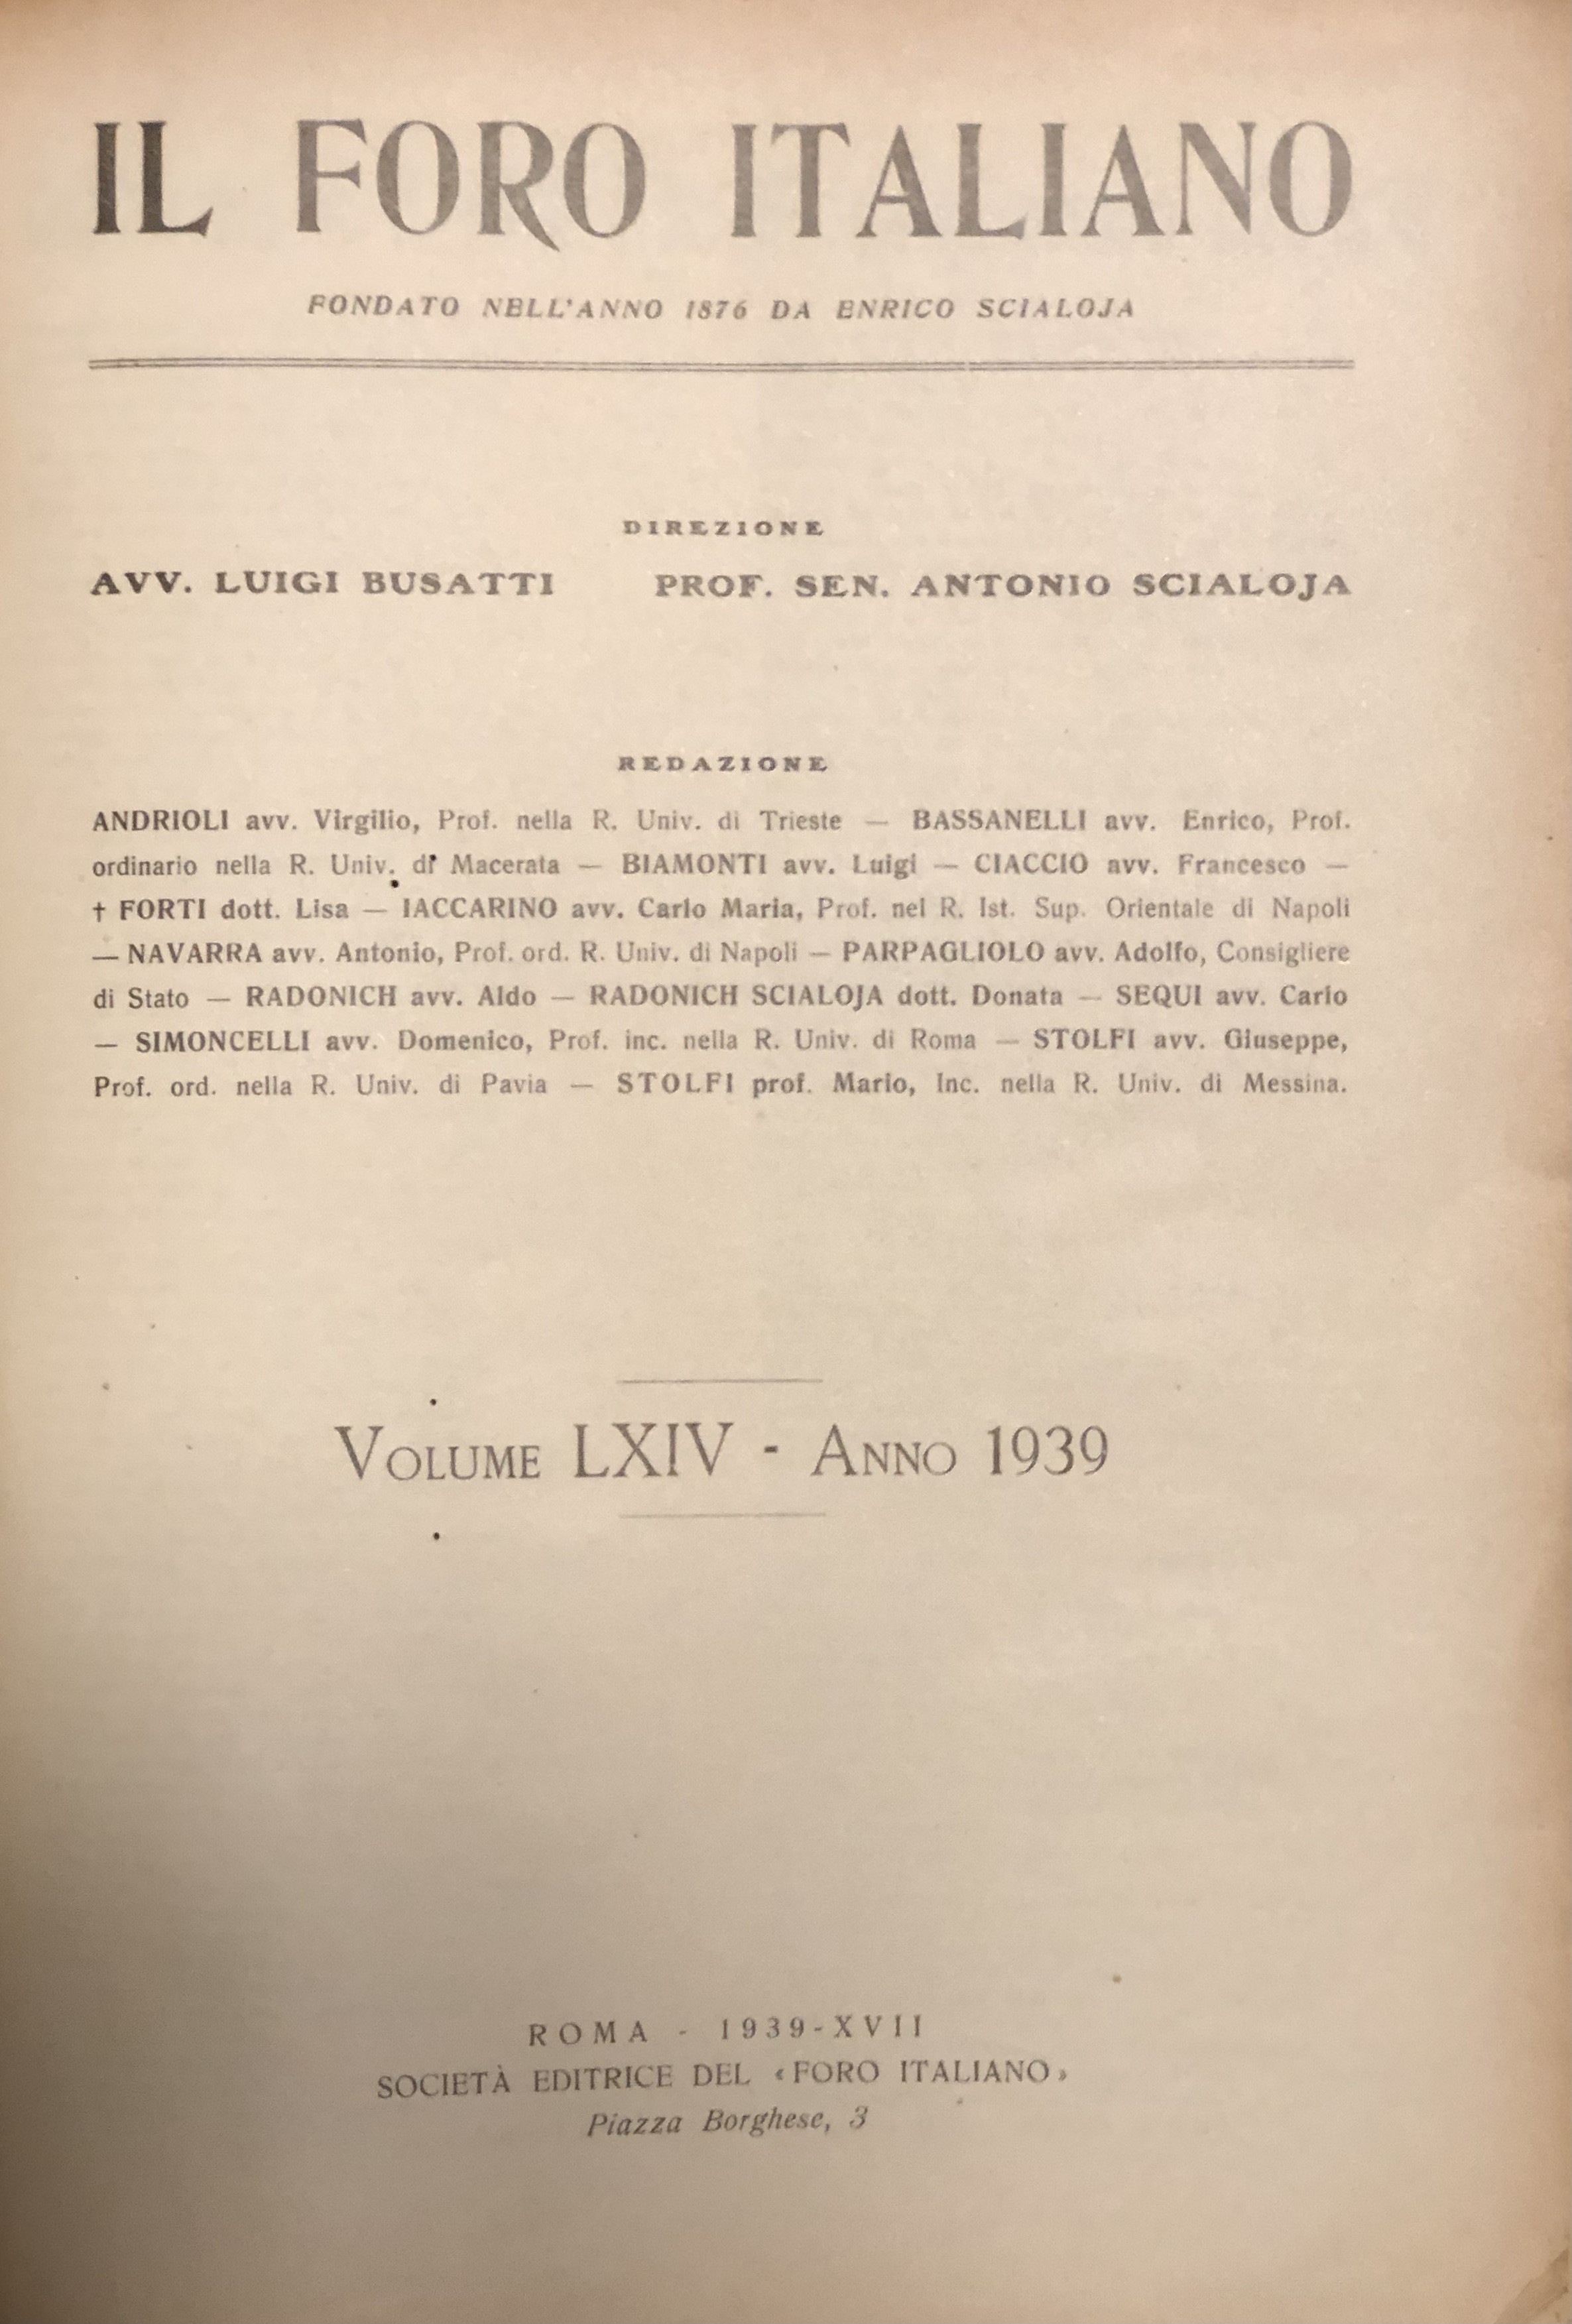 IL FORO ITALIANO
FONDATO NELL'ANNO 1876 DA ENRICO SCIALOJA
DIREZIONE
AVV. LUIGI BUSATTI PROF. SEN. ANTONIO SCIALOJA
REDAZIONE
ANDRIOLI avv. Virgilio, Prof. nella R. Univ. di Trieste — BASSANELLI avv. Enrico, Prof.
ordinario nella R. Univ. di Macerata — BIAMONTI avv. Luigi — CIACCIO avv. Francesco —
† FORTI dott. Lisa — IACCARINO avv. Carlo Maria, Prof. nel R. Ist. Sup. Orientale di Napoli
— NAVARRA avv. Antonio, Prof. ord. R. Univ. di Napoli — PARPAGLIOLO avv. Adolfo, Consigliere
di Stato — RADONICH avv. Aldo — RADONICH SCIALOJA dott. Donata — SEQUI avv. Carlo
— SIMONCELLI avv. Domenico, Prof. inc. nella R. Univ. di Roma — STOLFI avv. Giuseppe,
Prof. ord. nella R. Univ. di Pavia — STOLFI prof. Mario, Inc. nella R. Univ. di Messina.
VOLUME LXIV - ANNO 1939
ROMA - 1939-XVII
SOCIETÀ EDITRICE DEL «FORO ITALIANO»
Piazza Borghese, 3